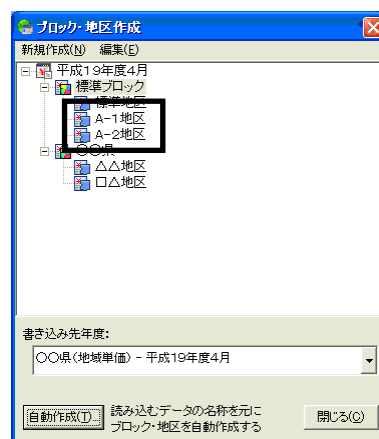 ブロック・地区作成
新規作成(N) 編集(E)
平成19年度4月
標準ブロック
標準地区
A-1地区
A-2地区
〇〇県
△△地区
□△地区
書き込み先年度:
〇〇県(地域単価) - 平成19年度4月
自動作成(T)... 読み込むデータの名称を元に
ブロック・地区を自動作成する
閉じる(C)